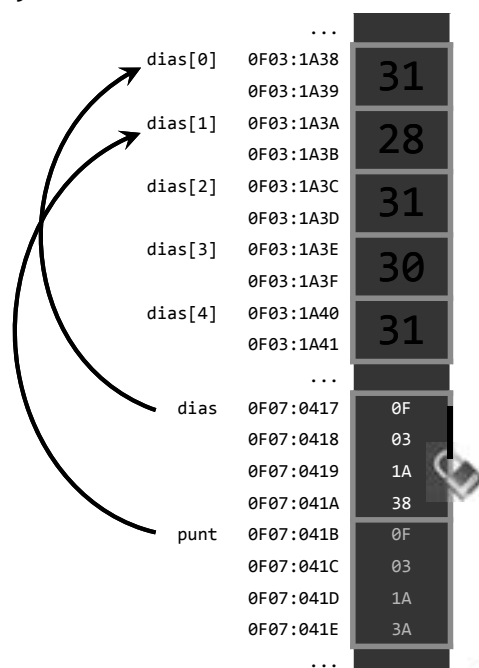 ...
dias[0] 0F03:1A38 31
0F03:1A39
dias[1] 0F03:1A3A 28
0F03:1A3B
dias[2] 0F03:1A3C 31
0F03:1A3D
dias[3] 0F03:1A3E 30
0F03:1A3F
dias[4] 0F03:1A40 31
0F03:1A41
...
dias 0F07:0417 0F
0F07:0418 03
0F07:0419 1A
0F07:041A 38
punt 0F07:041B 0F
0F07:041C 03
0F07:041D 1A
0F07:041E 3A
...